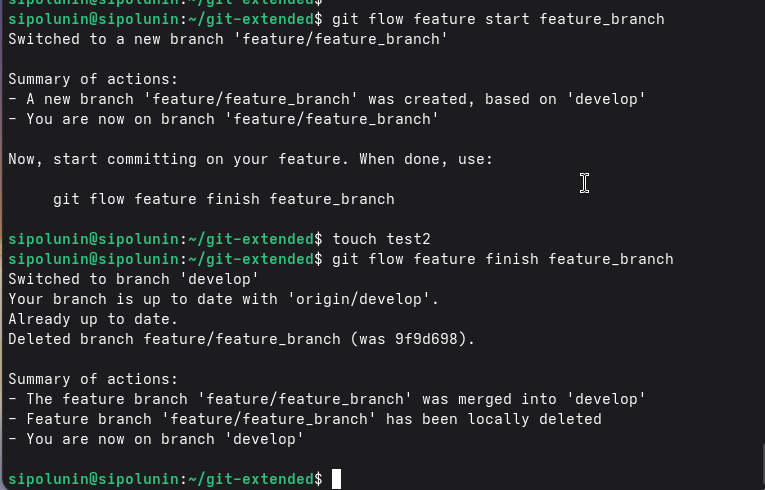 sipolunin@sipolunin:~/git-extended$
sipolunin@sipolunin:~/git-extended$ git flow feature start feature_branch
Switched to a new branch 'feature/feature_branch'
Summary of actions:
- A new branch 'feature/feature_branch' was created, based on 'develop'
- You are now on branch 'feature/feature_branch'
Now, start committing on your feature. When done, use:
git flow feature finish feature_branch
sipolunin@sipolunin:~/git-extended$ touch test2
sipolunin@sipolunin:~/git-extended$ git flow feature finish feature_branch
Switched to branch 'develop'
Your branch is up to date with 'origin/develop'.
Already up to date.
Deleted branch feature/feature_branch (was 9f9d698).
Summary of actions:
- The feature branch 'feature/feature_branch' was merged into 'develop'
- Feature branch 'feature/feature_branch' has been locally deleted
- You are now on branch 'develop'
sipolunin@sipolunin:~/git-extended$